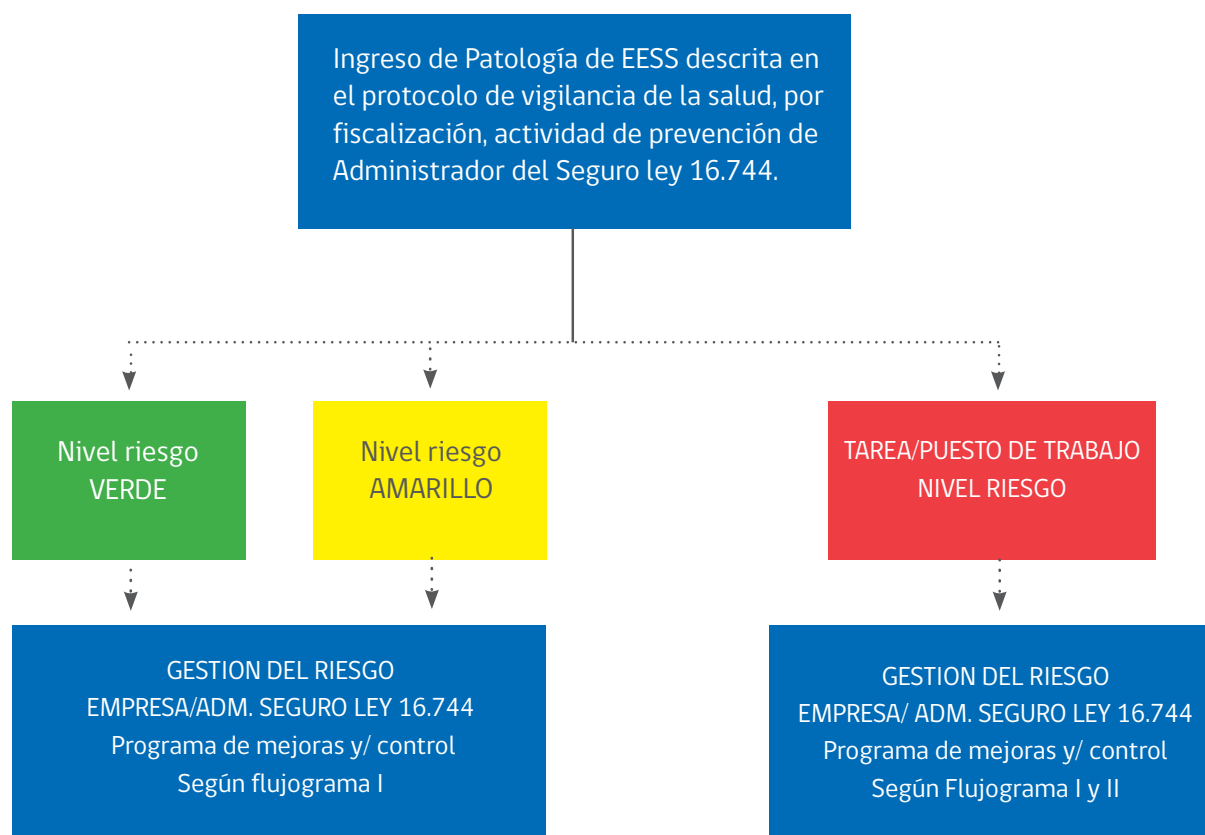 Ingreso de Patología de EESS descrita en
el protocolo de vigilancia de la salud, por
fiscalización, actividad de prevención de
Administrador del Seguro ley 16.744.
Nivel riesgo
VERDE
Nivel riesgo
AMARILLO
TAREA/PUESTO DE TRABAJO
NIVEL RIESGO
GESTION DEL RIESGO
EMPRESA/ADM. SEGURO LEY 16.744
Programa de mejoras y/ control
Según flujograma I
GESTION DEL RIESGO
EMPRESA/ ADM. SEGURO LEY 16.744
Programa de mejoras y/ control
Según Flujograma I y II